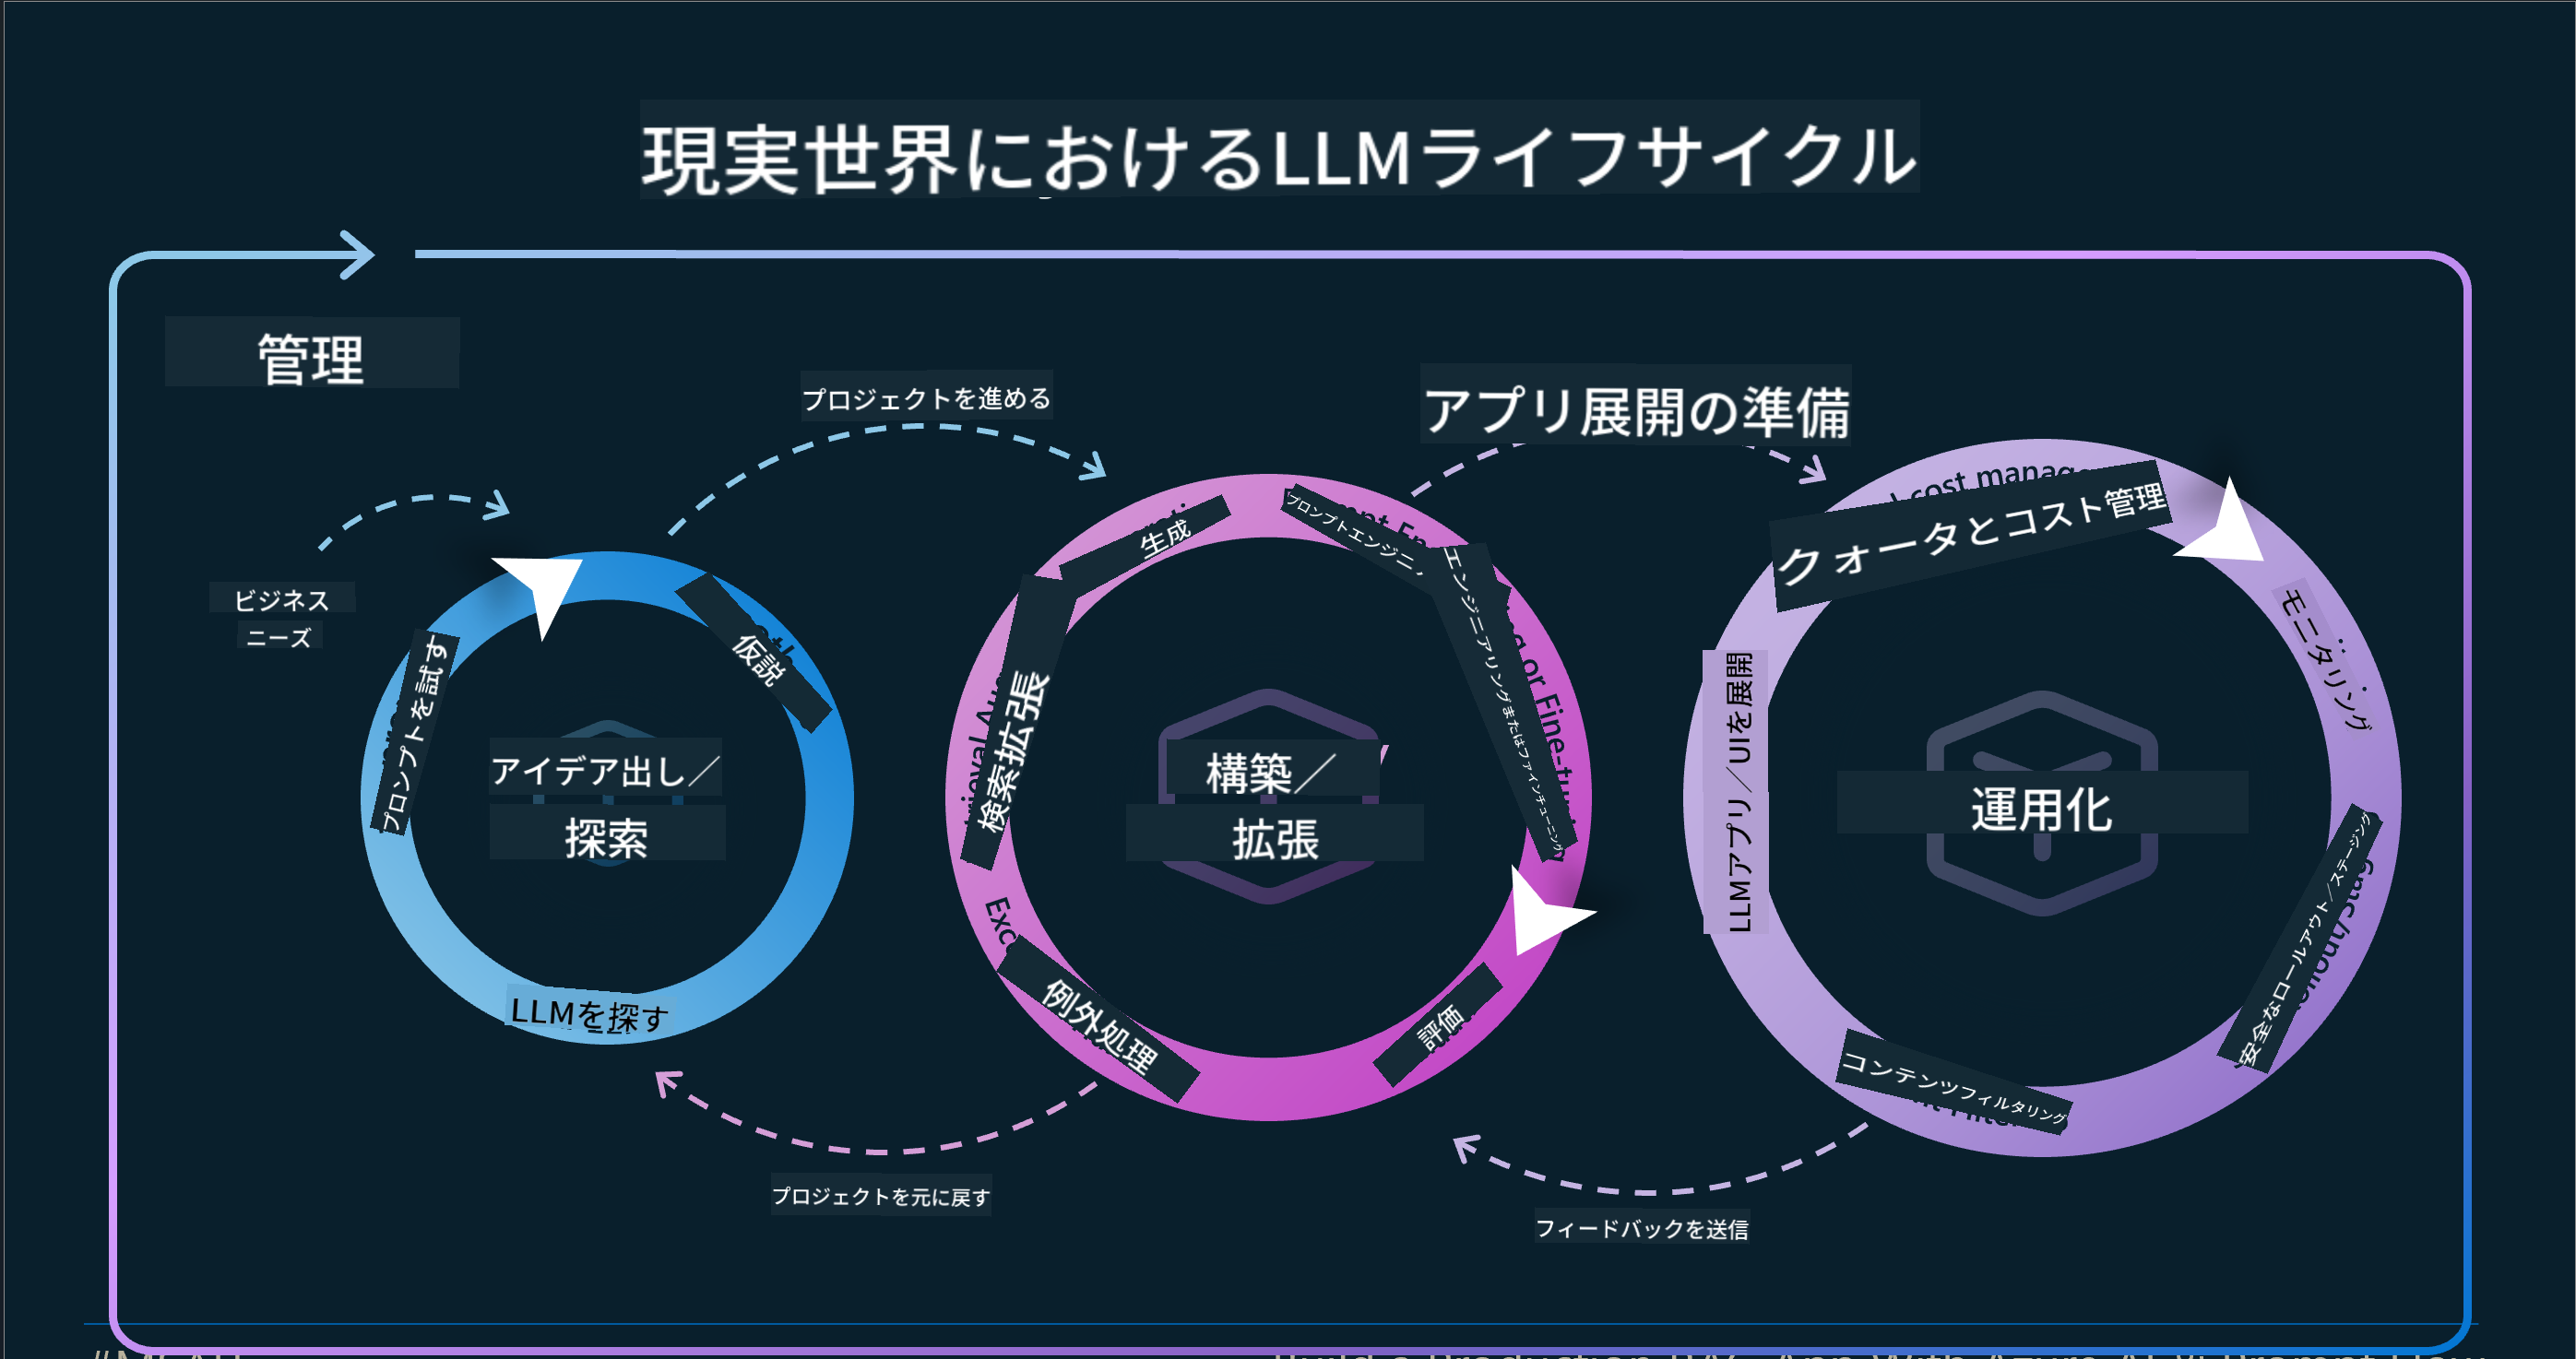 現実世界におけるLLMライフサイクル
管理
プロジェクトを進める
アプリ展開の準備
ビジネス
ニーズ
プロンプトを試す
仮説
アイデア出し／
探索
LLMを探す
生成
プロンプトエンジニ
エンジニアリングまたはファインチューニング
検索拡張
構築／
拡張
例外処理
評価
クォータとコスト管理
モニタリング
LLMアプリ／UIを展開
運用化
安全なロールアウト／ステージング
コンテンツフィルタリング
プロジェクトを元に戻す
フィードバックを送信